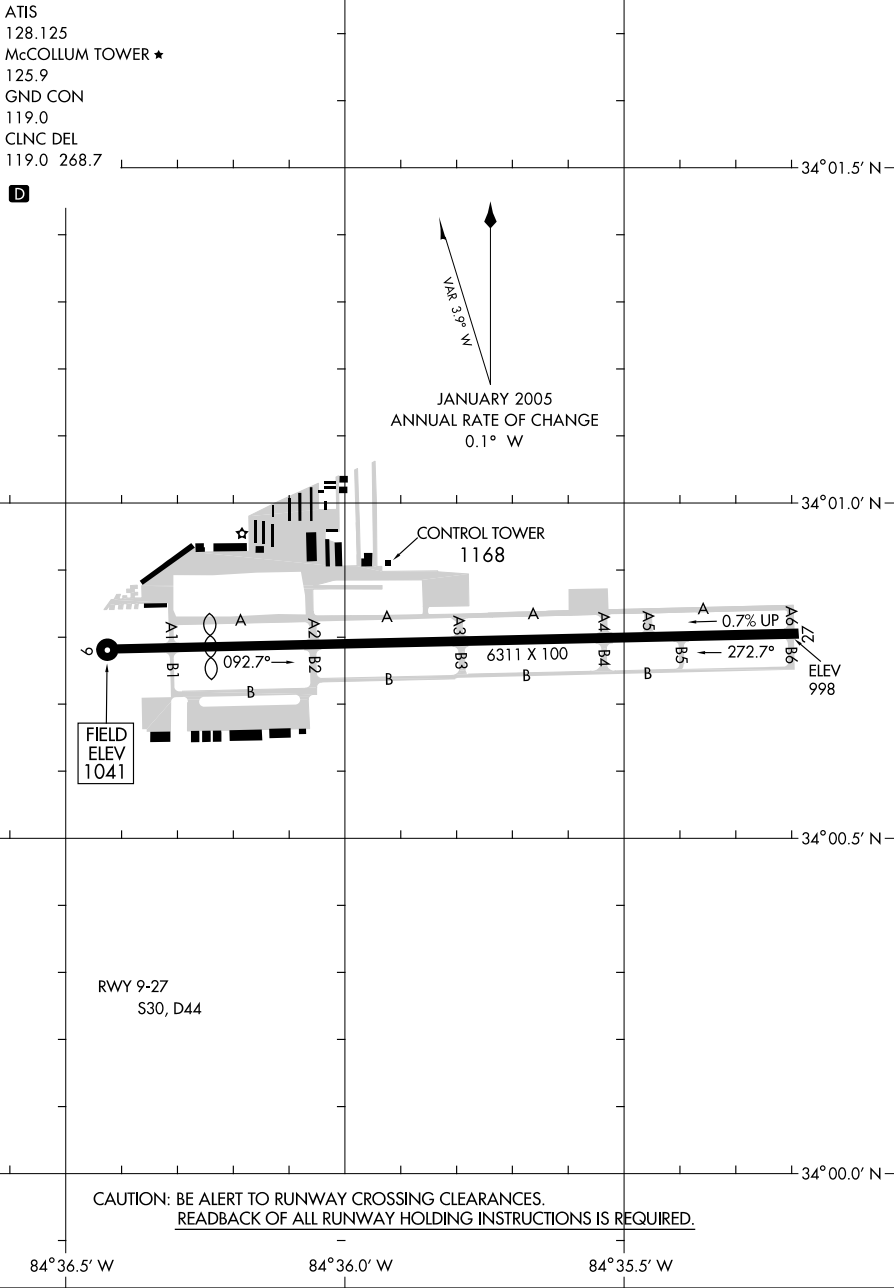 ATIS
128.125
McCOLLUM TOWER ★
125.9
GND CON
119.0
CLNC DEL
119.0 268.7
D
34°01.5' N
VAR 3.9° W
JANUARY 2005
ANNUAL RATE OF CHANGE
0.1° W
34°01.0' N
CONTROL TOWER
1168
A
A
A
A
A1
A2
A3
A4
A5
A6
0.7% UP
9
27
092.7°
6311 X 100
272.7°
B1
B2
B3
B4
B5
B6
B
B
B
B
ELEV
998
FIELD
ELEV
1041
34°00.5' N
RWY 9-27
S30, D44
34°00.0' N
CAUTION: BE ALERT TO RUNWAY CROSSING CLEARANCES.
READBACK OF ALL RUNWAY HOLDING INSTRUCTIONS IS REQUIRED.
84°36.5' W
84°36.0' W
84°35.5' W